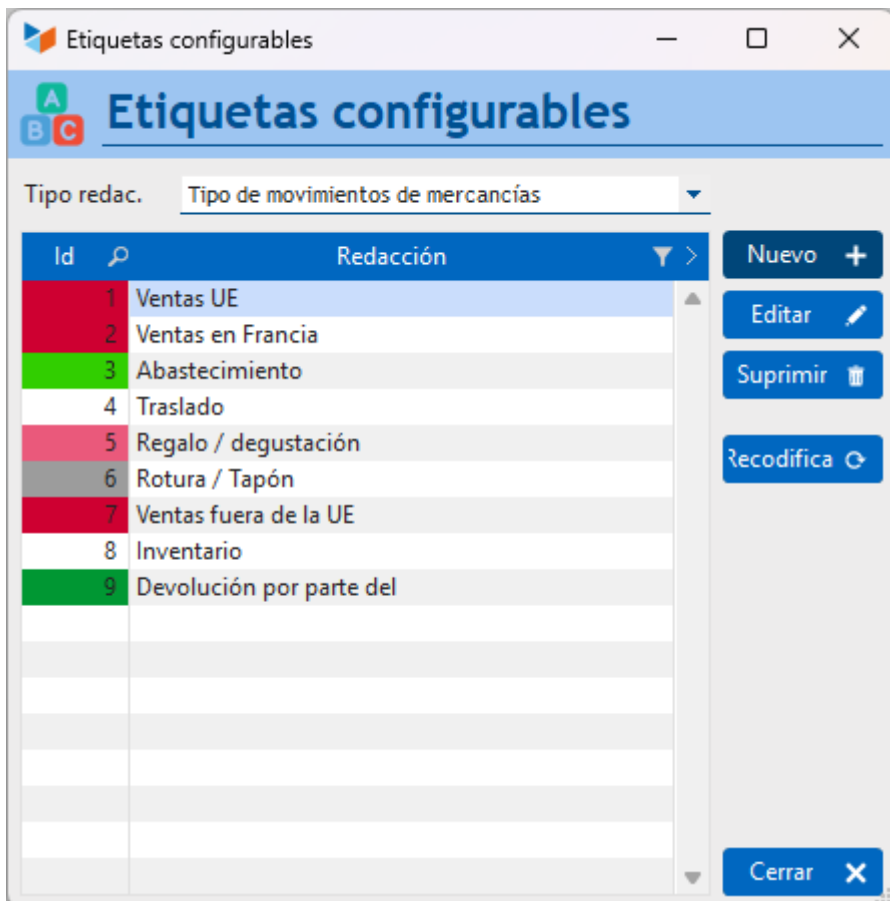 Etiquetas configurables
A
B C
Etiquetas configurables
Tipo redac. Tipo de movimientos de mercancías
Id Redacción
Nuevo
1 Ventas UE
Editar
2 Ventas en Francia
3 Abastecimiento
Suprimir
4 Traslado
5 Regalo / degustación
Recodifica
6 Rotura / Tapón
7 Ventas fuera de la UE
8 Inventario
9 Devolución por parte del
Cerrar